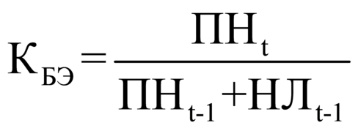 К_БЭ = ПН_t / (ПН_t-1 + НЛ_t-1)